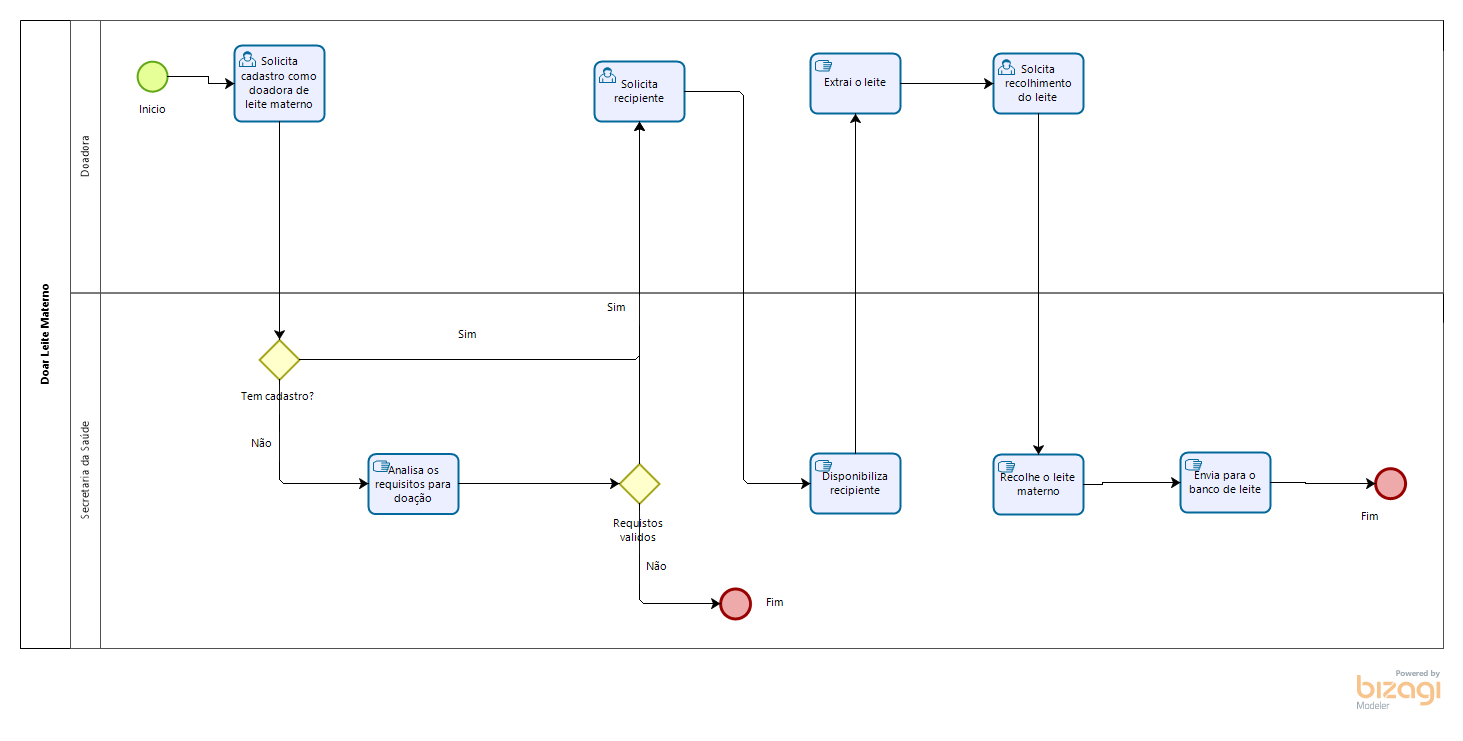 Doar Leite Materno
Doadora
Inicio
Solicita
cadastro como
doadora de
leite materno
Solicita
recipiente
Extrai o leite
Solcita
recolhimento
do leite
Secretaria da Saúde
Sim
Sim
Tem cadastro?
Não
Analisa os
requisitos para
doação
Requistos
validos
Não
Fim
Disponibiliza
recipiente
Recolhe o leite
materno
Envia para o
banco de leite
Fim
Powered by
bizagi
Modeler